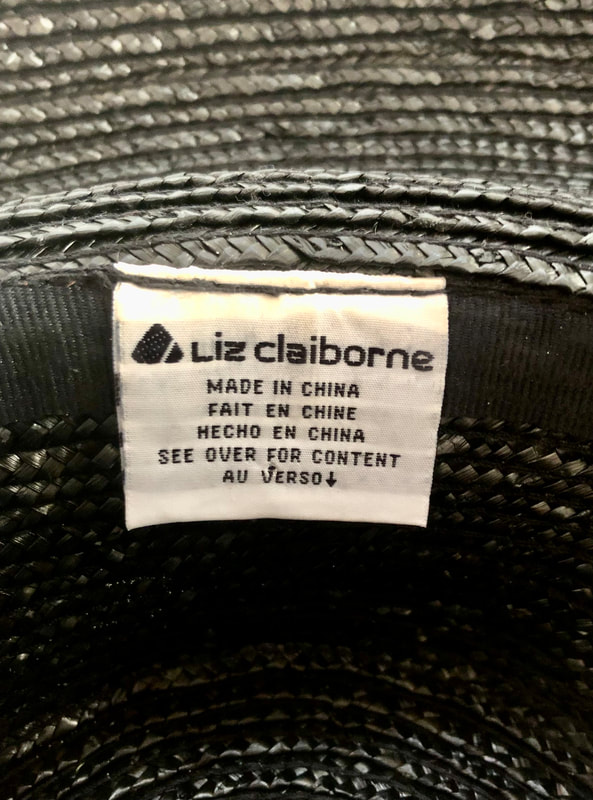 Liz claiborne
MADE IN CHINA
FAIT EN CHINE
HECHO EN CHINA
SEE OVER FOR CONTENT
AU VERSO↓